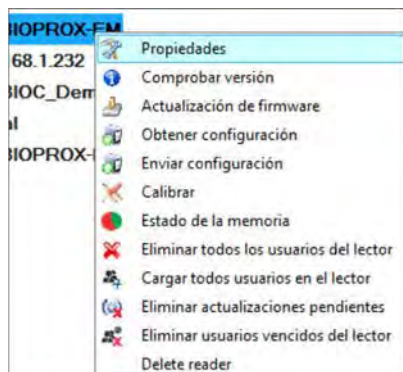 BIOPROX-EM
Propiedades
68.1.232
Comprobar versión
BIOC_Dem
Actualización de firmware
al
Obtener configuración
BIOPROX-
Enviar configuración
Calibrar
Estado de la memoria
Eliminar todos los usuarios del lector
Cargar todos usuarios en el lector
Eliminar actualizaciones pendientes
Eliminar usuarios vencidos del lector
Delete reader